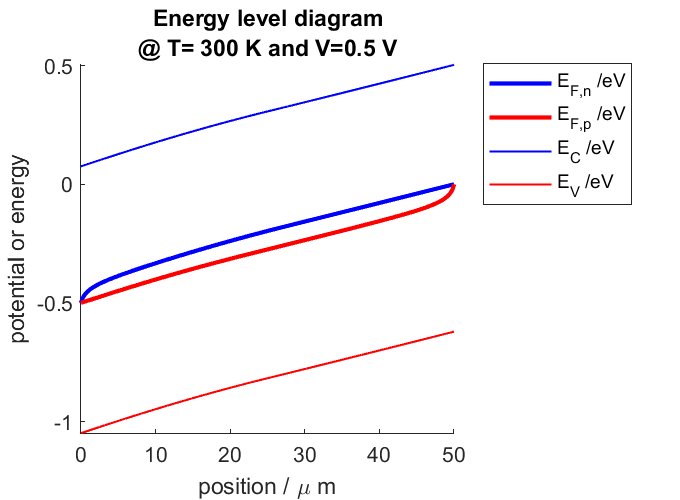 Energy level diagram
@ T= 300 K and V=0.5 V
E_F,n /eV
E_F,p /eV
E_C /eV
E_V /eV
potential or energy
0.5
0
-0.5
-1
0 10 20 30 40 50
position / μ m